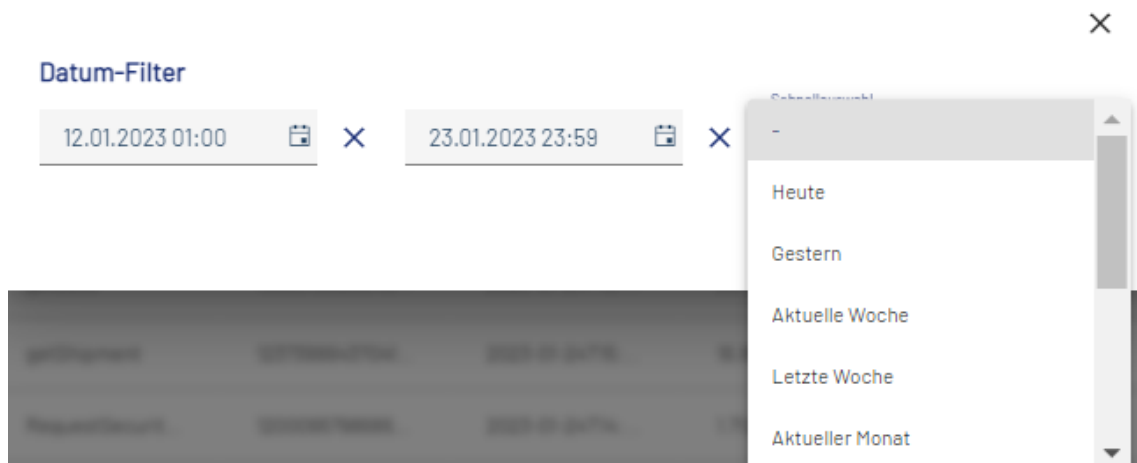 Datum-Filter
Schnellauswahl
12.01.2023 01:00
23.01.2023 23:59
-
Heute
Gestern
Aktuelle Woche
Letzte Woche
Aktueller Monat